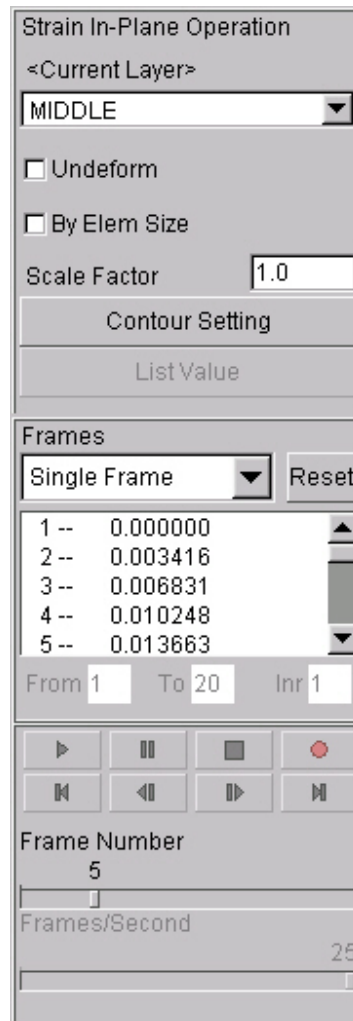 Strain In-Plane Operation
<Current Layer>
MIDDLE
Undeform
By Elem Size
Scale Factor 1.0
Contour Setting
List Value
Frames
Single Frame Reset
1 -- 0.000000
2 -- 0.003416
3 -- 0.006831
4 -- 0.010248
5 -- 0.013663
From 1 To 20 Inr 1
Frame Number
5
Frames/Second
25